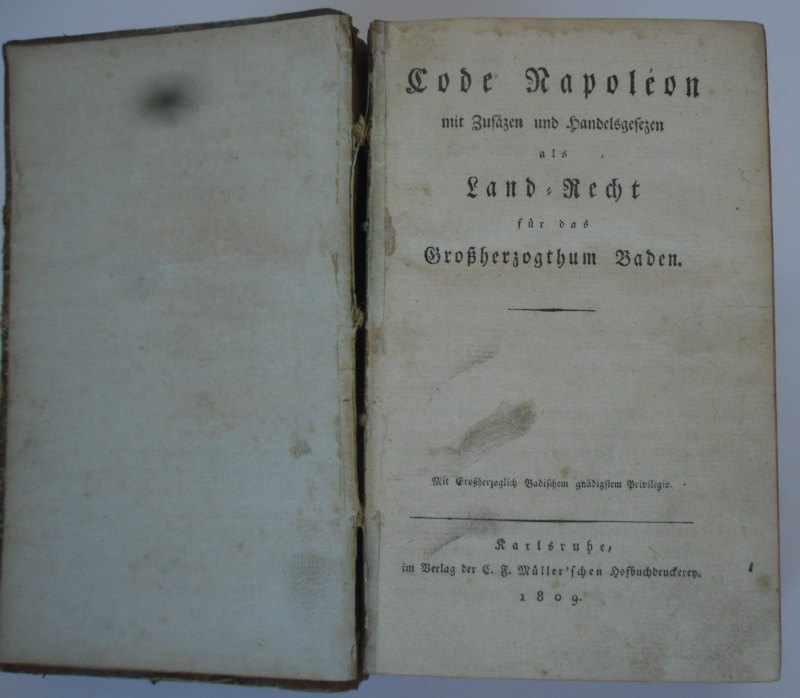 Code Napoléon
mit Zusäzen und Handelsgesezen
als
Land-Recht
für das
Großherzogthum Baden.
Mit Großherzoglich Badischem gnädigstem Privilegio.
Karlsruhe,
im Verlag der C. F. Müller'schen Hofbuchdruckerey.
1809.